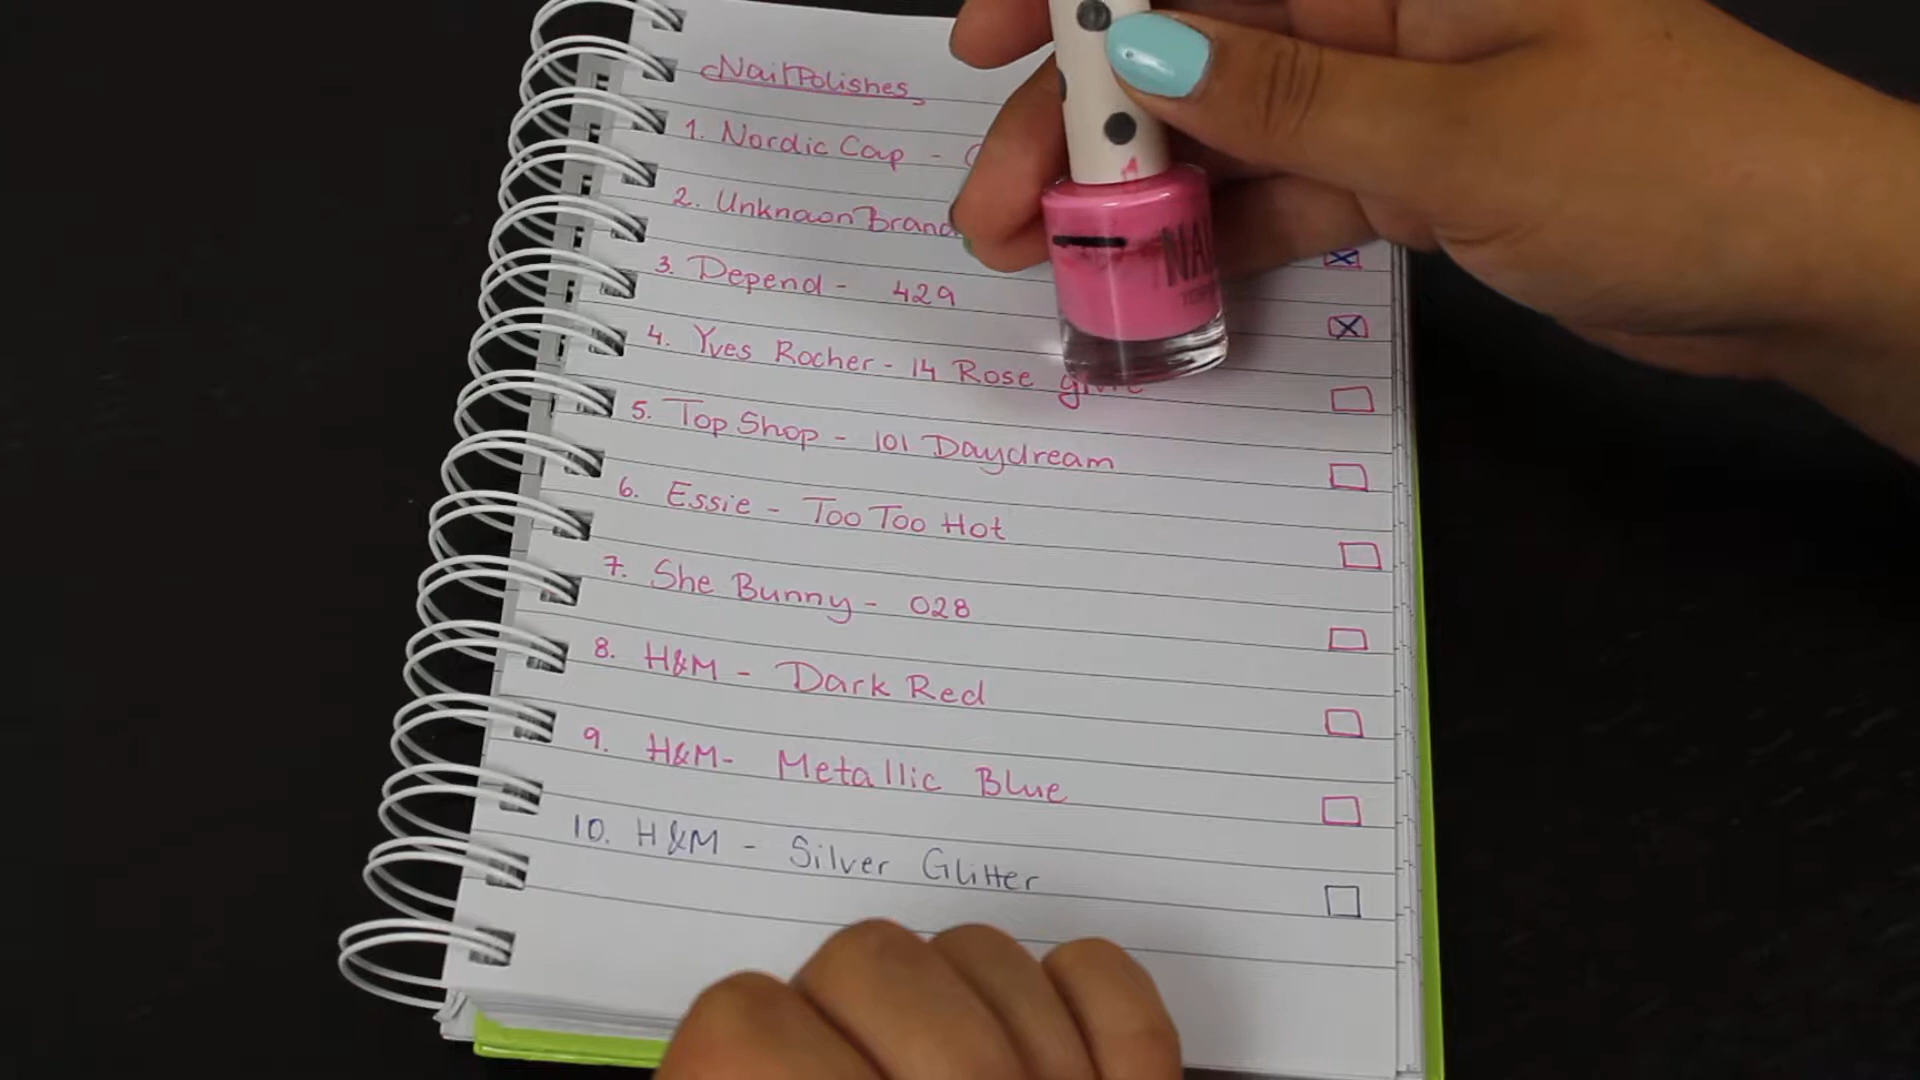 Nail Polishes
1. Nordic Cap -
2. Unknown Brand
3. Depend - 429
4. Yves Rocher - 14 Rose givre
5. Top Shop - 101 Daydream
6. Essie - Too Too Hot
7. She Bunny - 028
8. H&M - Dark Red
9. H&M - Metallic Blue
10. H&M - Silver Glitter